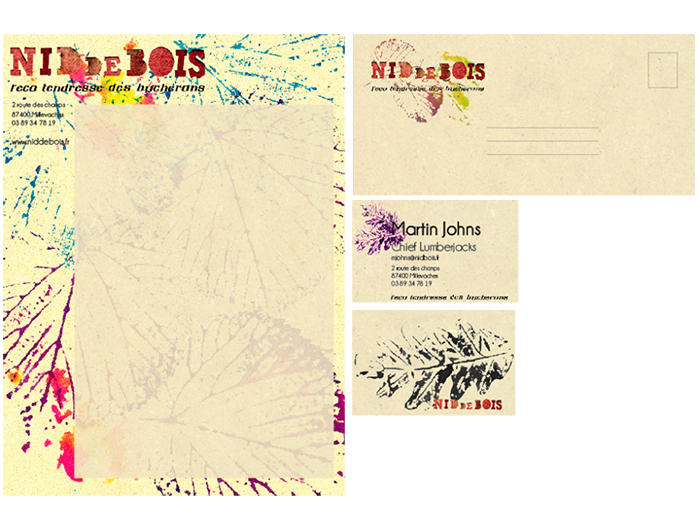 NID DE BOIS
l'eco tendresse des bucherons
2 route des champs
87400 Millevaches
03 89 34 78 19
www.niddebois.fr
NID DE BOIS
l'eco tendresse des bucherons
Martin Johns
Chief Lumberjacks
mjohns@nidbois.fr
2 route des champs
87400 Millevaches
03 89 34 78 19
l'eco tendresse des bucherons
NID DE BOIS